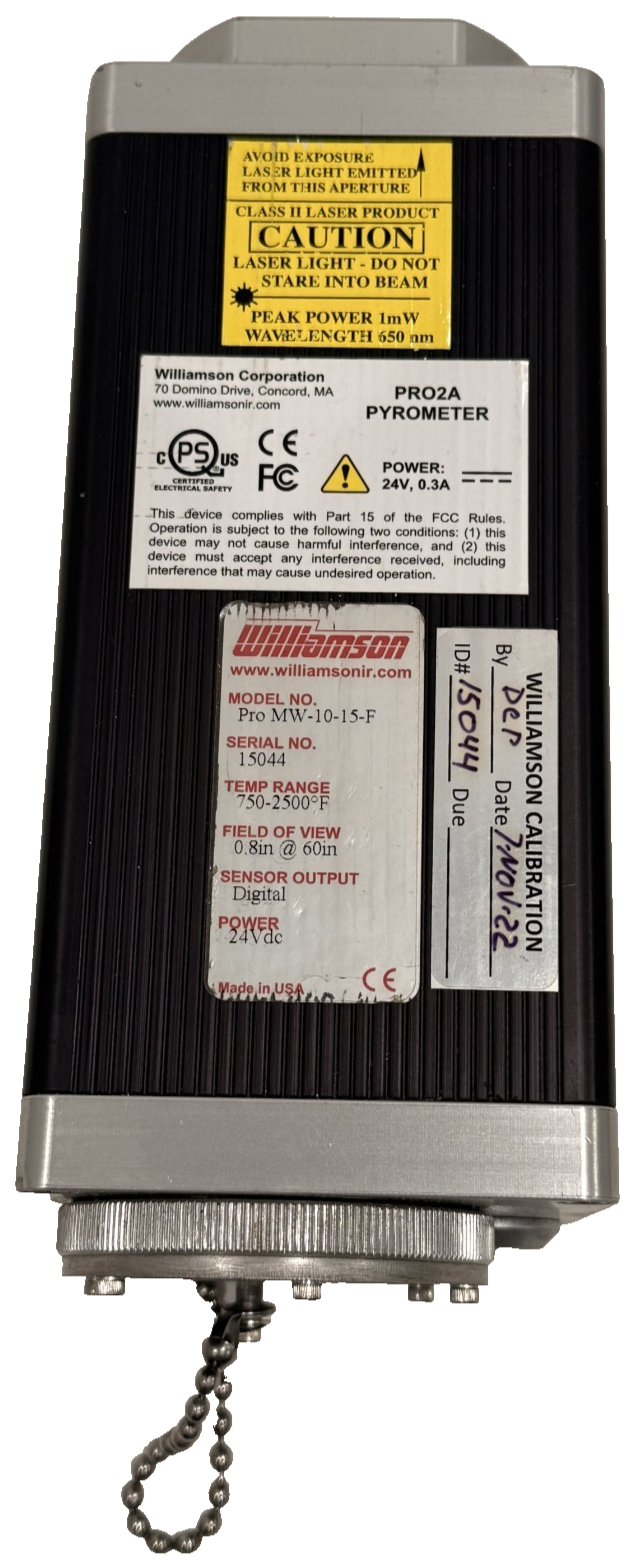 AVOID EXPOSURE
LASER LIGHT EMITTED
FROM THIS APERTURE
CLASS II LASER PRODUCT
CAUTION
LASER LIGHT - DO NOT
STARE INTO BEAM
PEAK POWER 1mW
WAVELENGTH 650 nm
Williamson Corporation
70 Domino Drive, Concord, MA
www.williamsonir.com
PRO2A
PYROMETER
C PS US
CERTIFIED
ELECTRICAL SAFETY
CE
FC
POWER:
24V, 0.3A
This device complies with Part 15 of the FCC Rules.
Operation is subject to the following two conditions: (1) this
device may not cause harmful interference, and (2) this
device must accept any interference received, including
interference that may cause undesired operation.
Williamson
www.williamsonir.com
MODEL NO.
Pro MW-10-15-F
SERIAL NO.
15044
TEMP RANGE
750-2500°F
FIELD OF VIEW
0.8in @ 60in
SENSOR OUTPUT
Digital
POWER
24Vdc
Made in USA CE
WILLIAMSON CALIBRATION
By Date 7-NOV-22
ID# 15044 Due